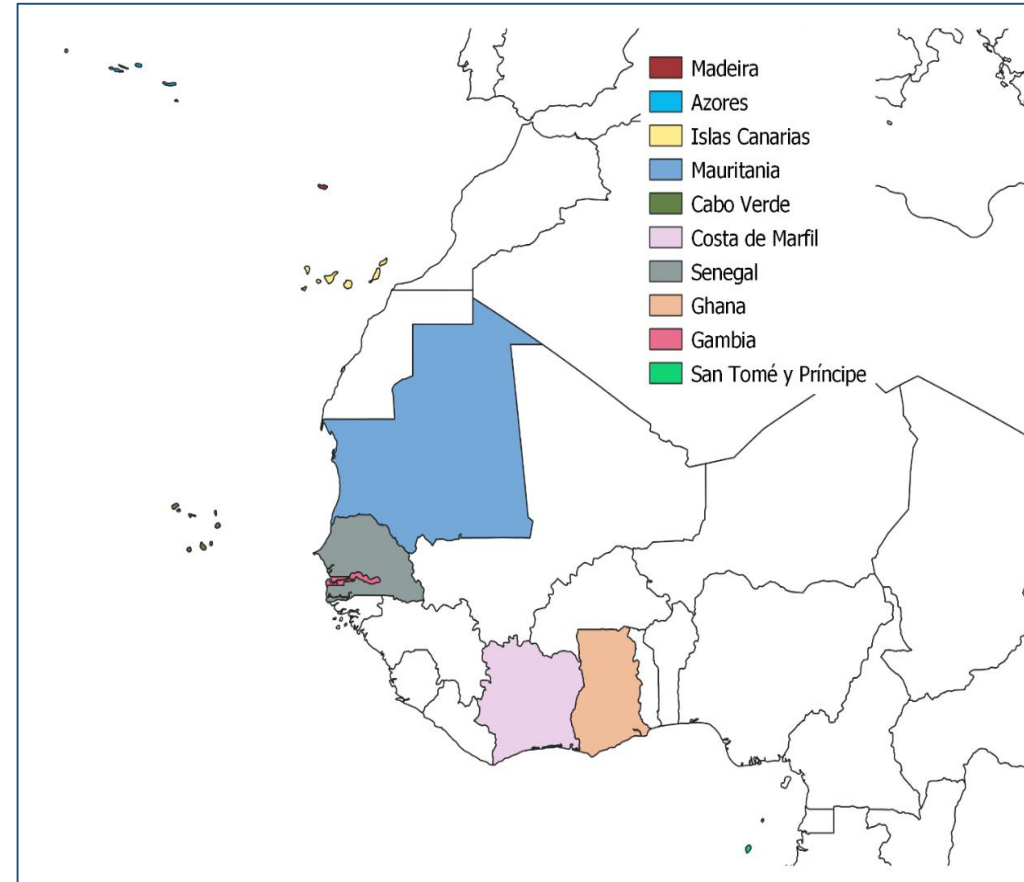 Madeira
Azores
Islas Canarias
Mauritania
Cabo Verde
Costa de Marfil
Senegal
Ghana
Gambia
San Tomé y Príncipe